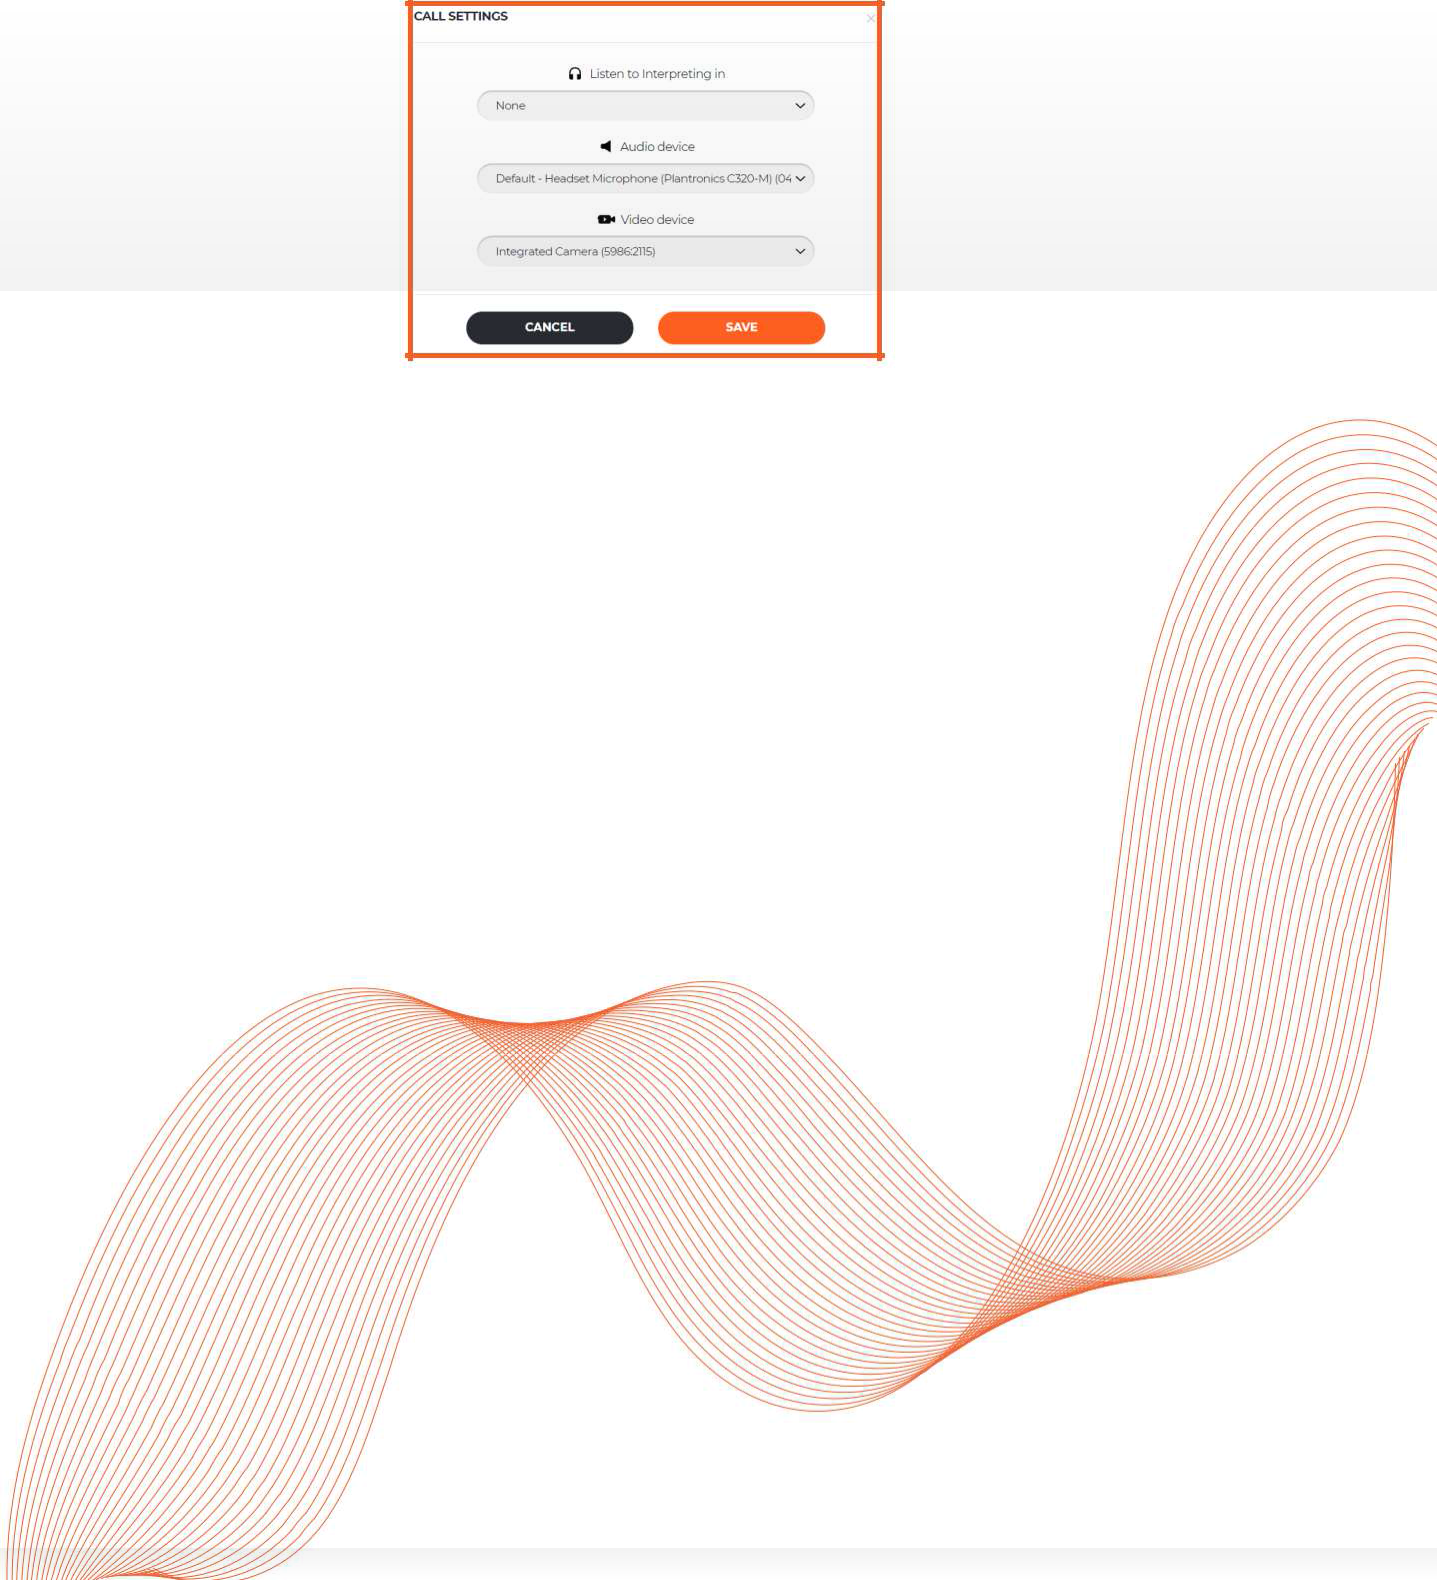 CALL SETTINGS
Listen to Interpreting in
None
Audio device
Default - Headset Microphone (Plantronics C320-M) (04
Video device
Integrated Camera (5986:2115)
CANCEL
SAVE